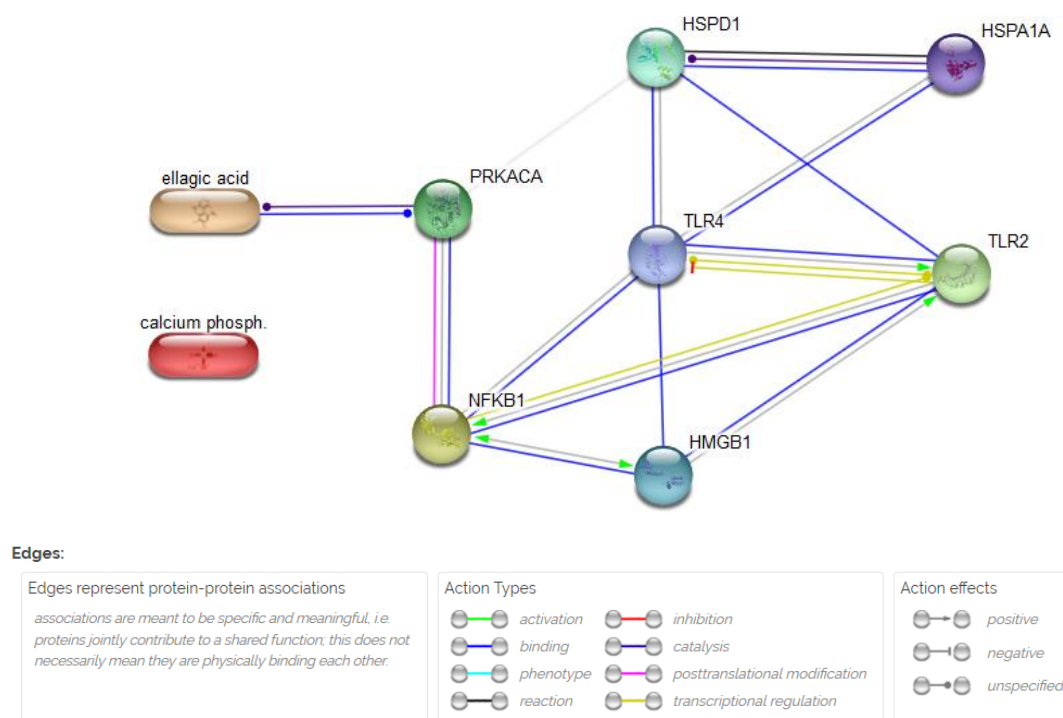 HSPD1
HSPA1A
ellagic acid
PRKACA
TLR4
TLR2
calcium phosph.
NFKB1
HMGB1
Edges:
Edges represent protein-protein associations
associations are meant to be specific and meaningful, i.e.
proteins jointly contribute to a shared function; this does not
necessarily mean they are physically binding each other.
Action Types
activation
inhibition
binding
catalysis
phenotype
posttranslational modification
reaction
transcriptional regulation
Action effects
positive
negative
unspecified